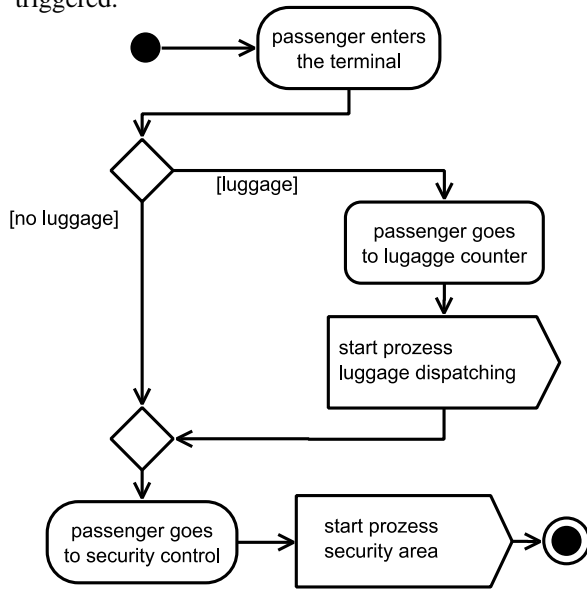 triggered.
passenger enters
the terminal
[luggage]
[no luggage]
passenger goes
to lugagge counter
start prozess
luggage dispatching
passenger goes
to security control
start prozess
security area